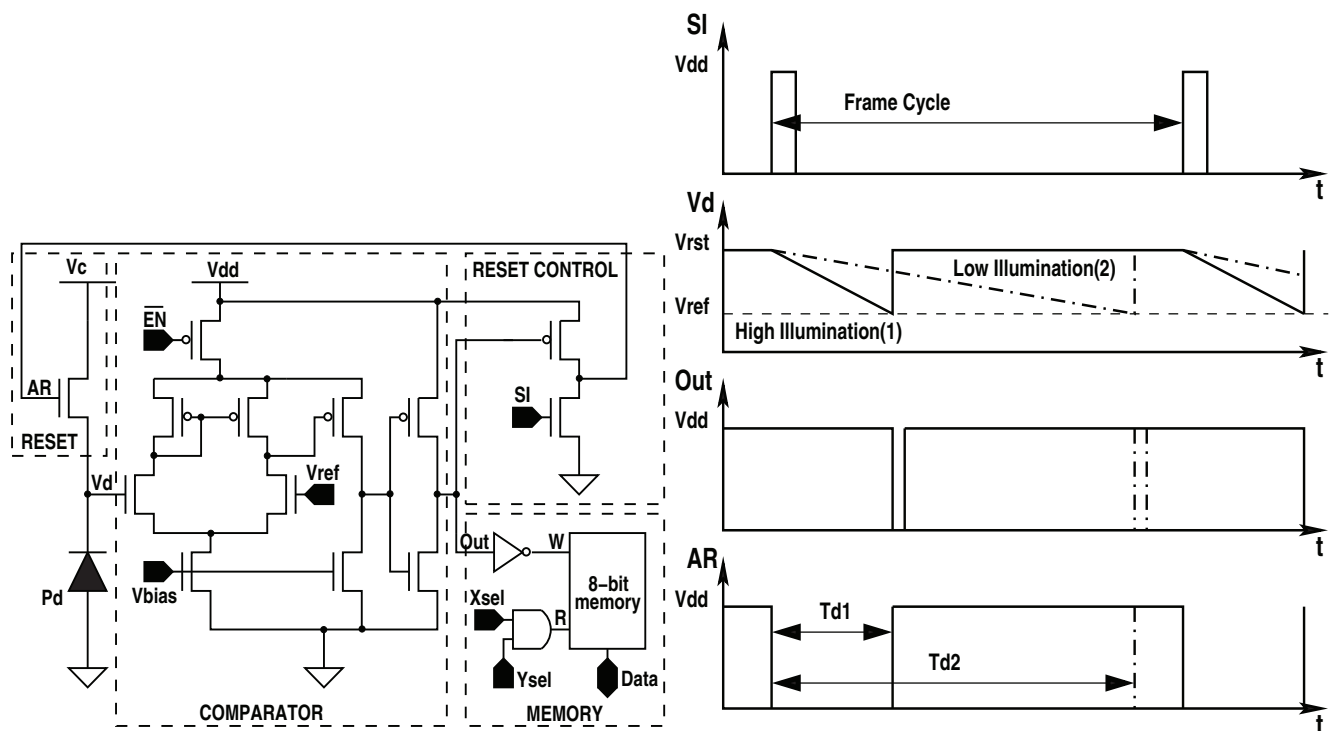 Vc
Vdd
RESET CONTROL
EN
AR
RESET
SI
Vd
Vref
Pd
Vbias
Out
W
8-bit
memory
Xsel
R
Ysel
Data
COMPARATOR
MEMORY
SI
Vdd
Frame Cycle
t
Vd
Vrst
Low Illumination(2)
Vref
High Illumination(1)
t
Out
Vdd
t
AR
Vdd
Td1
Td2
t